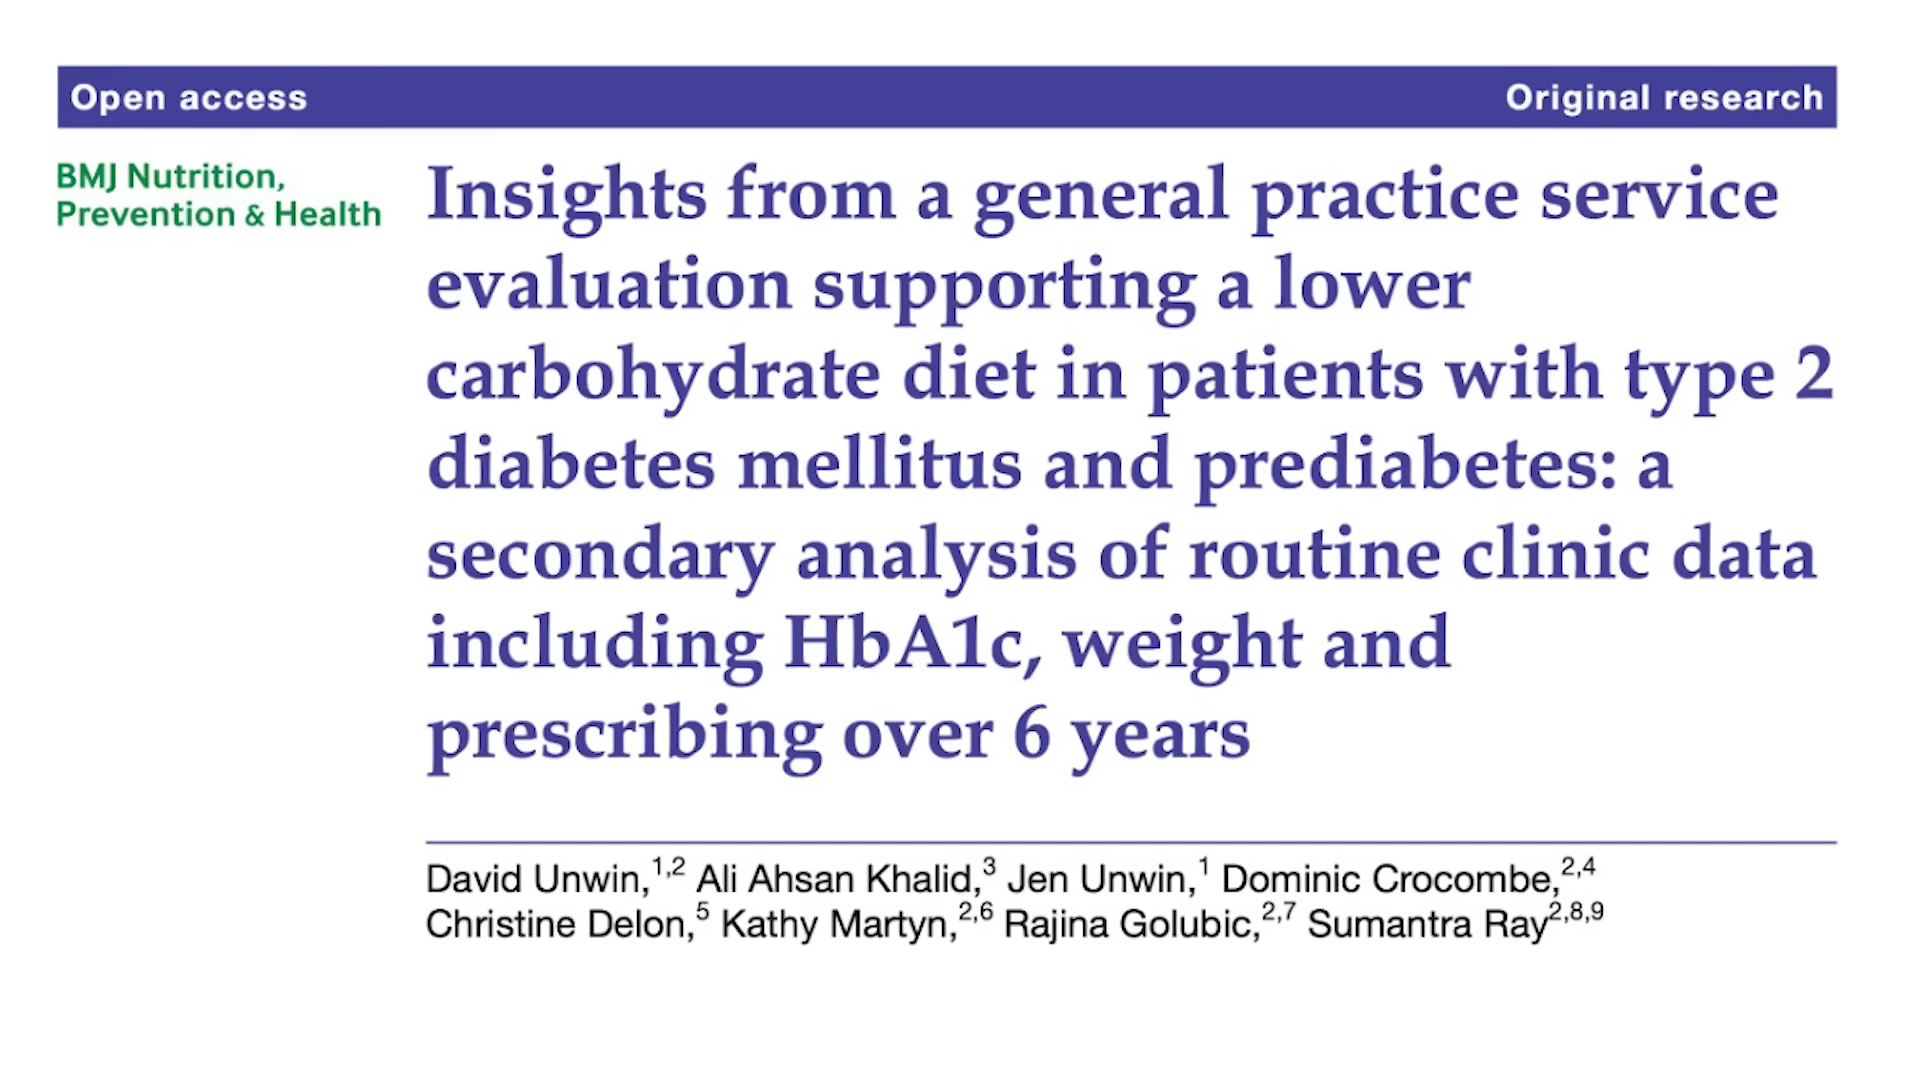 Open access
Original research
BMJ Nutrition,
Prevention & Health
Insights from a general practice service
evaluation supporting a lower
carbohydrate diet in patients with type 2
diabetes mellitus and prediabetes: a
secondary analysis of routine clinic data
including HbA1c, weight and
prescribing over 6 years
David Unwin,1,2 Ali Ahsan Khalid,3 Jen Unwin,1 Dominic Crocombe,2,4
Christine Delon,5 Kathy Martyn,2,6 Rajina Golubic,2,7 Sumantra Ray2,8,9